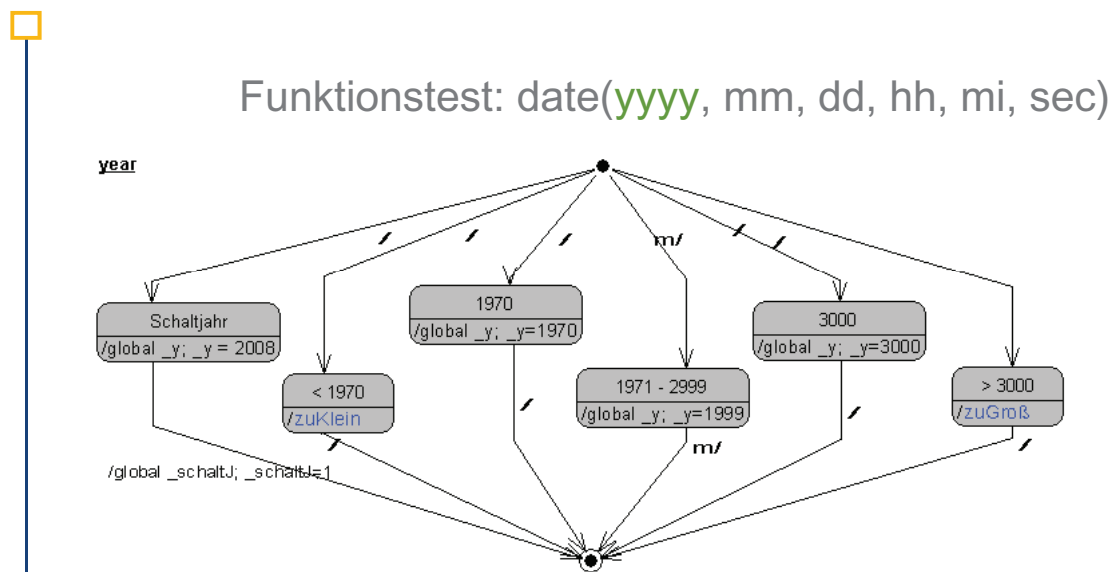 Funktionstest: date(yyyy, mm, dd, hh, mi, sec)
year
/ / / m/ / /
Schaltjahr
/global _y; _y = 2008
< 1970
/zuKlein
1970
/global _y; _y=1970
1971 - 2999
/global _y; _y=1999
3000
/global _y; _y=3000
> 3000
/zuGroß
/ / m/ / /
/global _schaltJ; _schaltJ=1